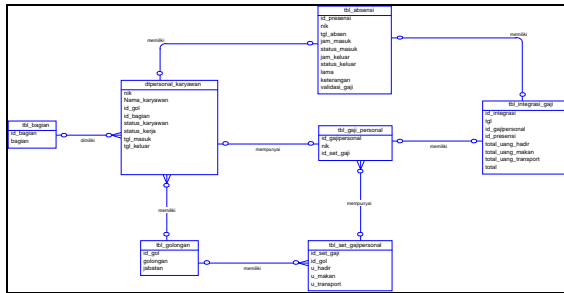 tbl_absensi
id_presensi
nik
tgl_absen
jam_masuk
status_masuk
jam_keluar
status_keluar
lama
keterangan
validasi_gaji
memiliki
memiliki
dtpersonal_karyawan
nik
Nama_karyawan
id_gol
id_bagian
status_karyawan
status_kerja
tgl_masuk
tgl_keluar
tbl_integrasi_gaji
id_integrasi
tgl
id_gajipersonal
id_presensi
total_uang_hadir
total_uang_makan
total_uang_transport
total
tbl_bagian
id_bagian
bagian
dimiliki
tbl_gaji_personal
id_gajipersonal
nik
id_set_gaji
mempunyai
memiliki
memiliki
mempunyai
tbl_golongan
id_gol
golongan
jabatan
memiliki
tbl_set_gajipersonal
id_set_gaji
id_gol
u_hadir
u_makan
u_transport